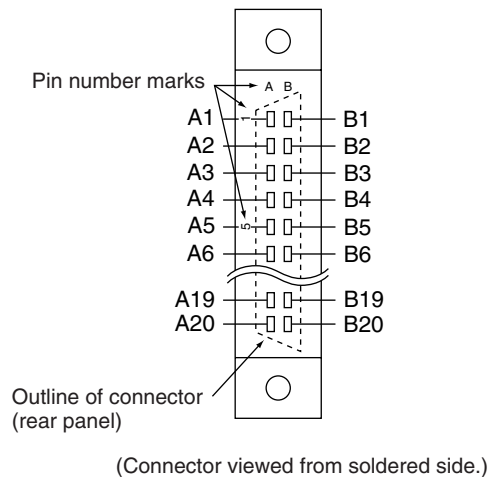 Pin number marks
A B
A1 1 B1
A2 B2
A3 B3
A4 B4
A5 5 B5
A6 B6
A19 B19
A20 B20
Outline of connector
(rear panel)
(Connector viewed from soldered side.)